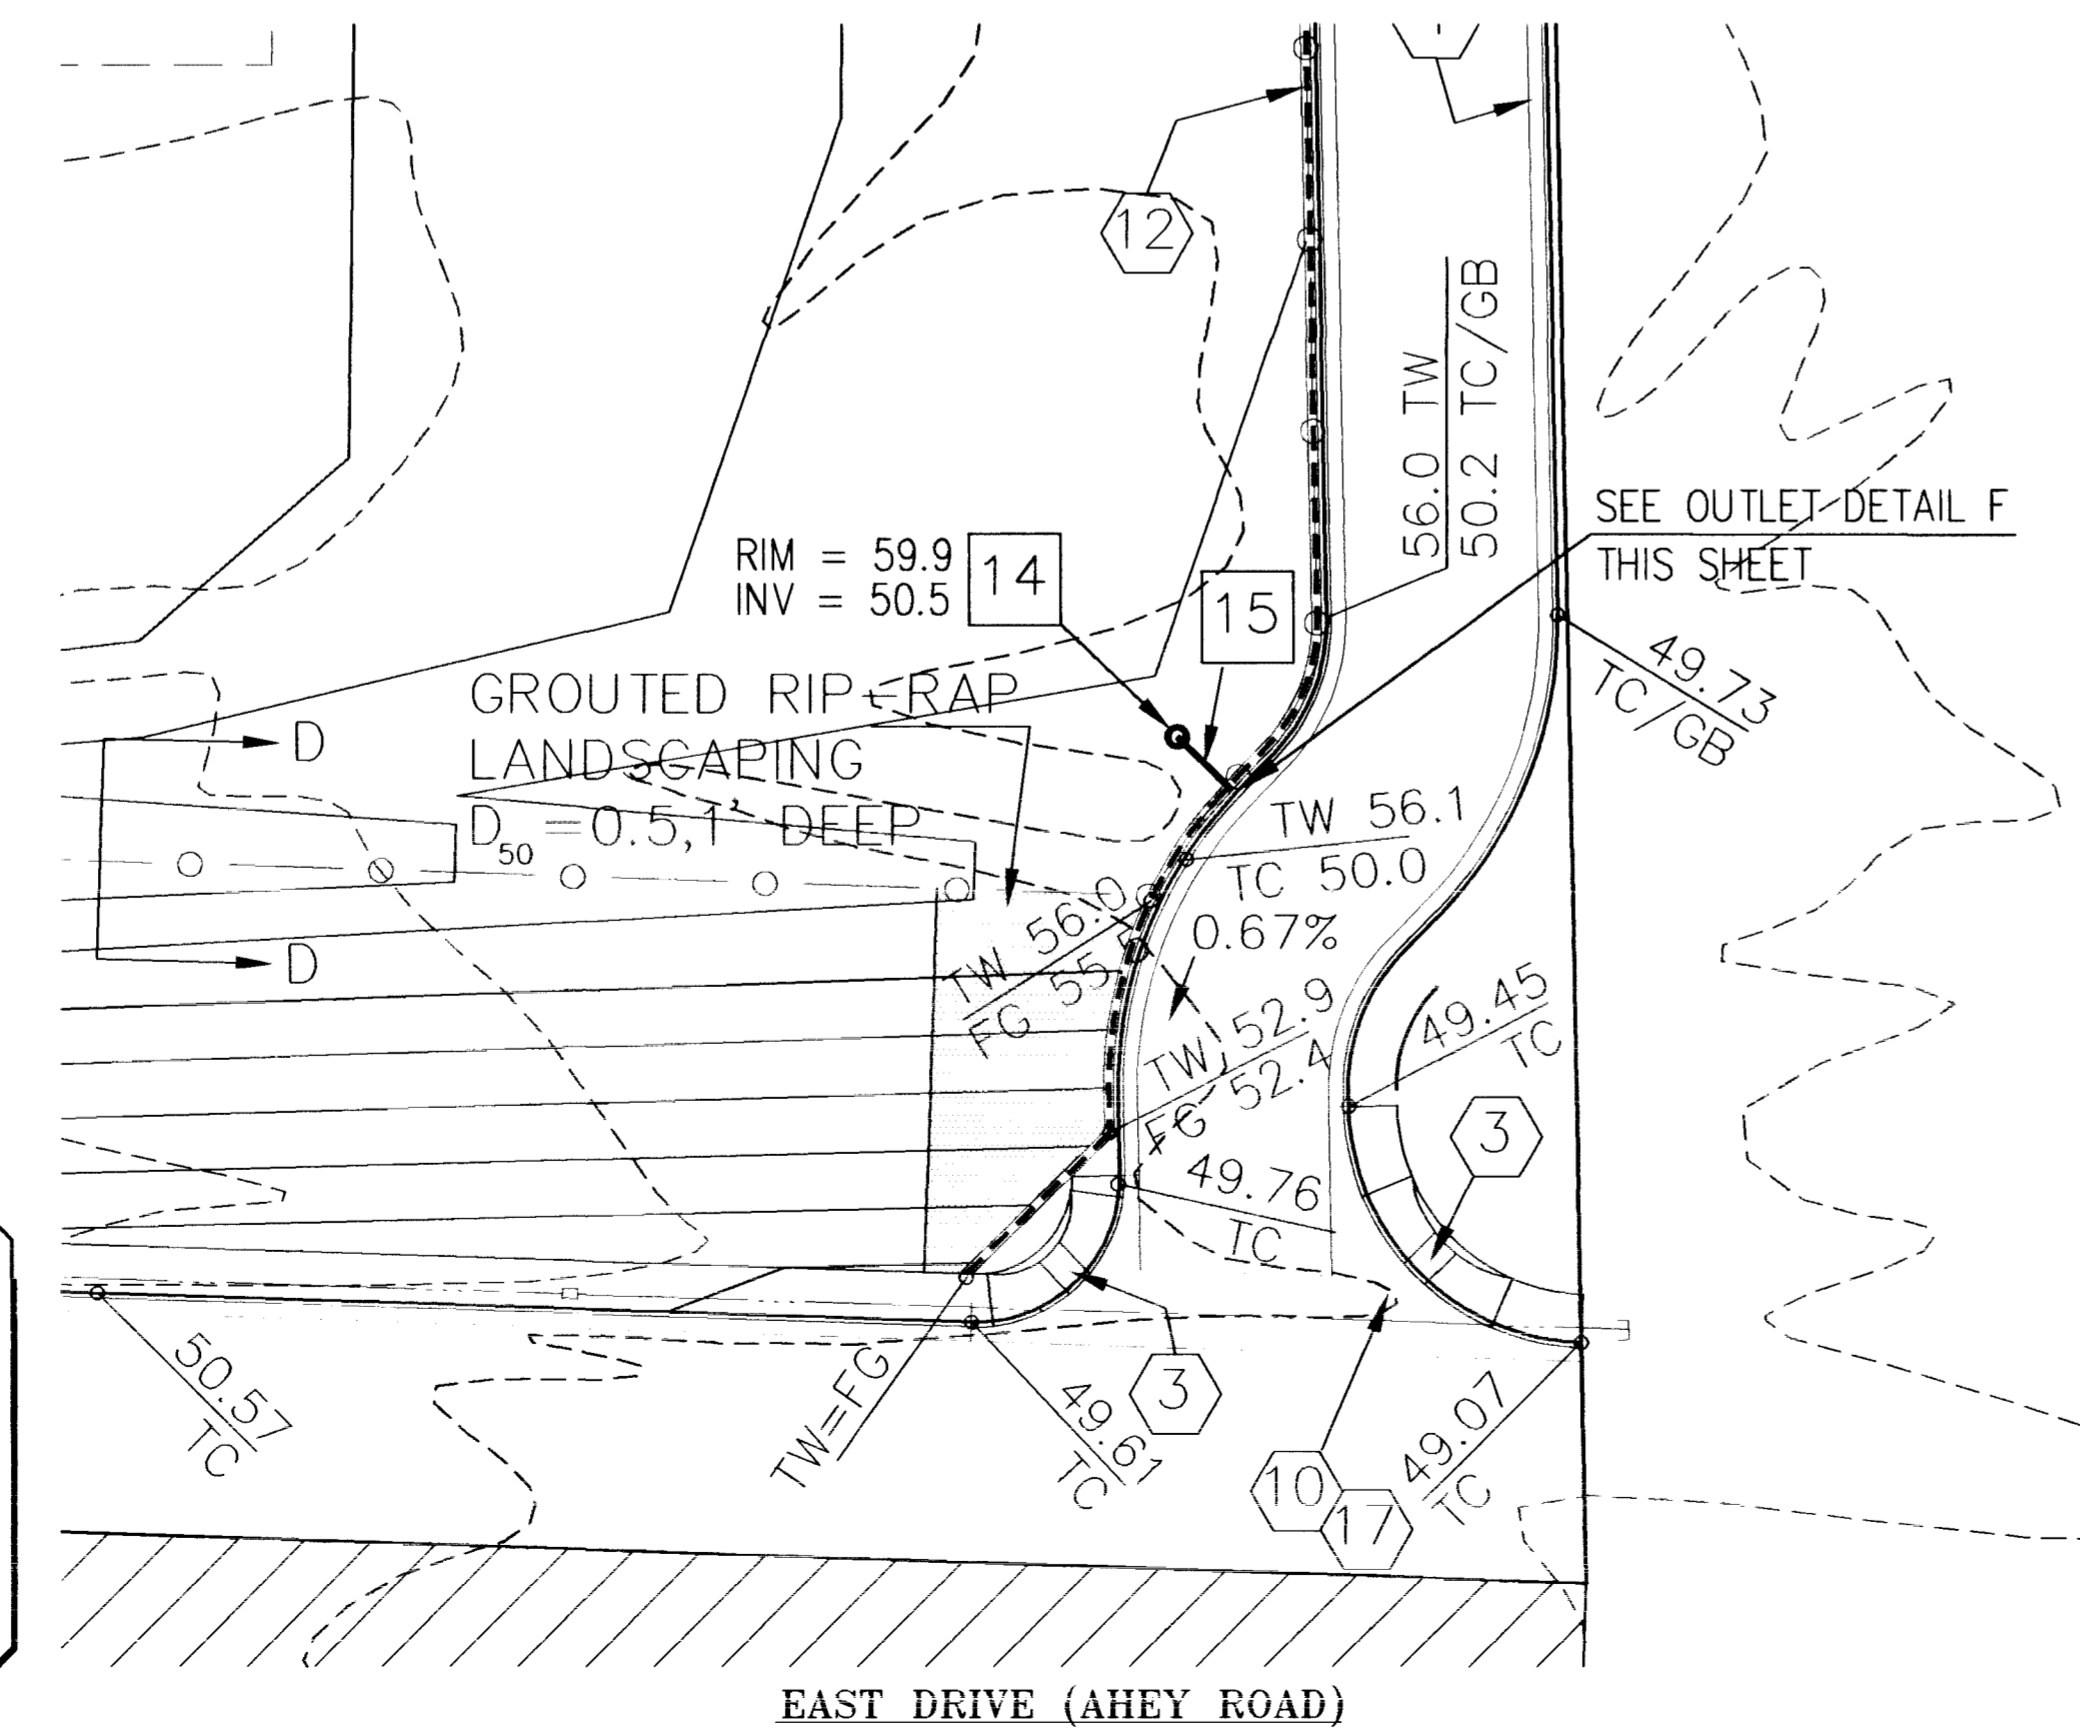 12
56.0 TW
50.2 TC/GB
SEE OUTLET DETAIL F
THIS SHEET
RIM = 59.9
INV = 50.5
14
15
49.73
TC/GB
GROUTED RIP-RAP
LANDSCAPING
D50=0.5,1' DEEP
D
D
TW 56.1
TC 50.0
0.67%
TW 56.0
FG 55.5
TW 52.9
FG 52.4
49.45
TC
3
49.76
TC
50.57
TC
TW=FG
49.61
TC
3
10
17
49.07
TC
EAST DRIVE (AHEY ROAD)